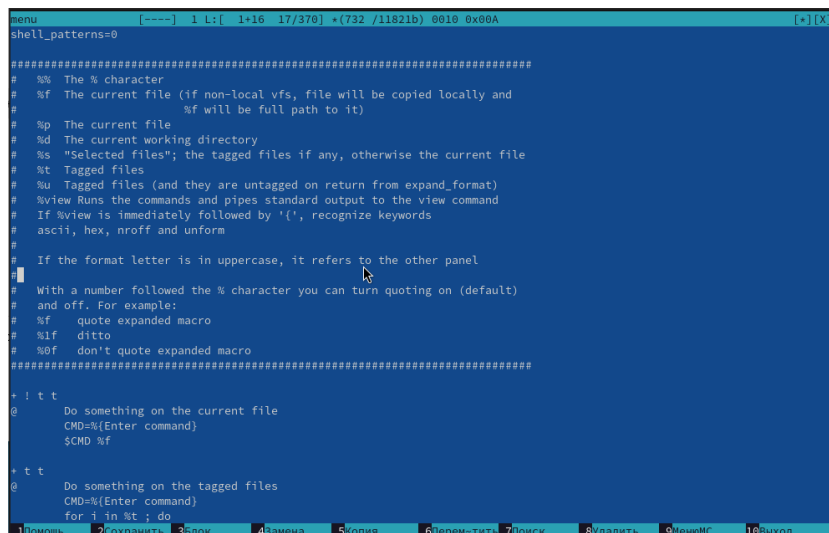 menu [----] 1 L:[ 1+16 17/370] *(732 /11821b) 0010 0x00A [*][X]
shell_patterns=0
##############################################################################
# %% The % character
# %f The current file (if non-local vfs, file will be copied locally and
# %f will be full path to it)
# %p The current file
# %d The current working directory
# %s "Selected files"; the tagged files if any, otherwise the current file
# %t Tagged files
# %u Tagged files (and they are untagged on return from expand_format)
# %view Runs the commands and pipes standard output to the view command
# If %view is immediately followed by '{', recognize keywords
# ascii, hex, nroff and unform
#
# If the format letter is in uppercase, it refers to the other panel
#
# With a number followed the % character you can turn quoting on (default)
# and off. For example:
# %f quote expanded macro
# %1f ditto
# %0f don't quote expanded macro
##############################################################################
+ ! t t
@ Do something on the current file
CMD=%{Enter command}
$CMD %f
+ t t
@ Do something on the tagged files
CMD=%{Enter command}
for i in %t ; do
1Помощь 2Сохранить 3Блок 4Замена 5Копия 6Перем~тить 7Поиск 8Удалить 9МенюМС 10Выход